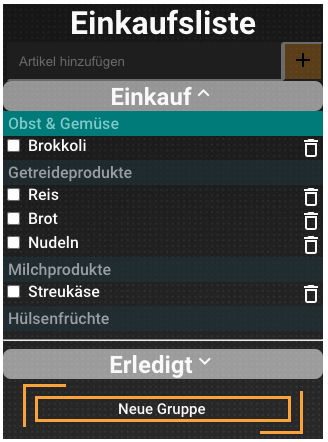 Einkaufsliste
Artikel hinzufügen
Einkauf
Obst & Gemüse
Brokkoli
Getreideprodukte
Reis
Brot
Nudeln
Milchprodukte
Streukäse
Hülsenfrüchte
Erledigt
Neue Gruppe